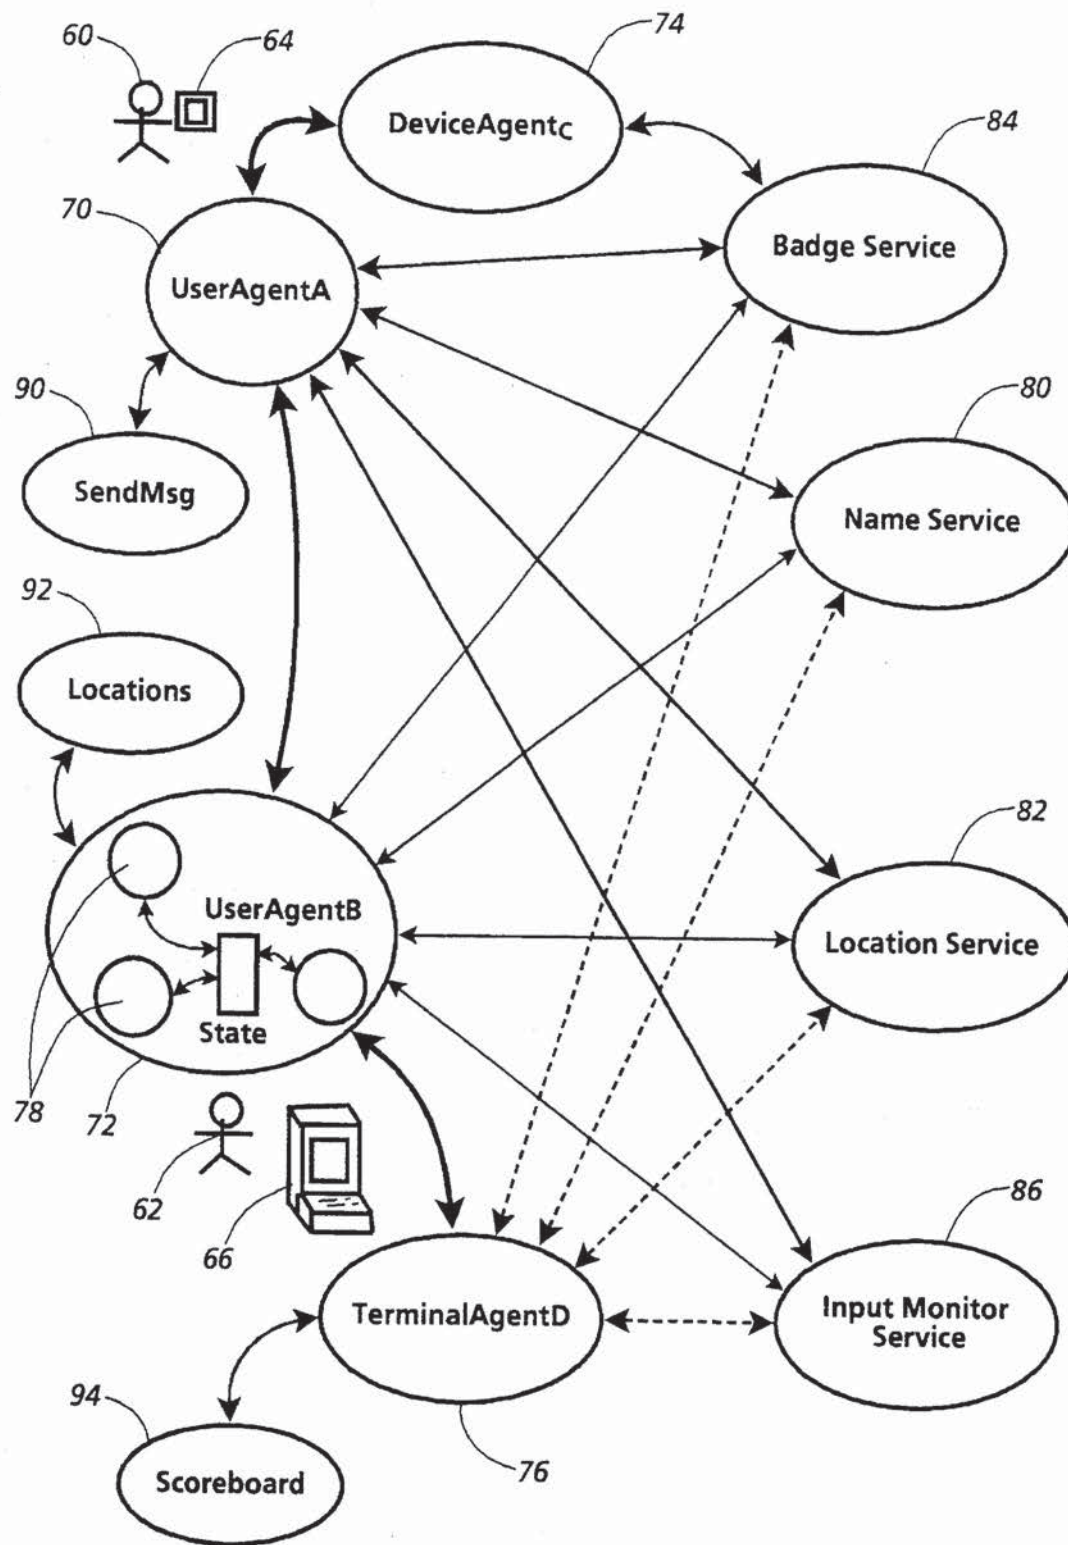 60
64
74
DeviceAgentC
84
70
UserAgentA
Badge Service
90
80
SendMsg
Name Service
92
Locations
82
UserAgentB
Location Service
State
78
72
62
66
86
TerminalAgentD
Input Monitor
Service
94
76
Scoreboard